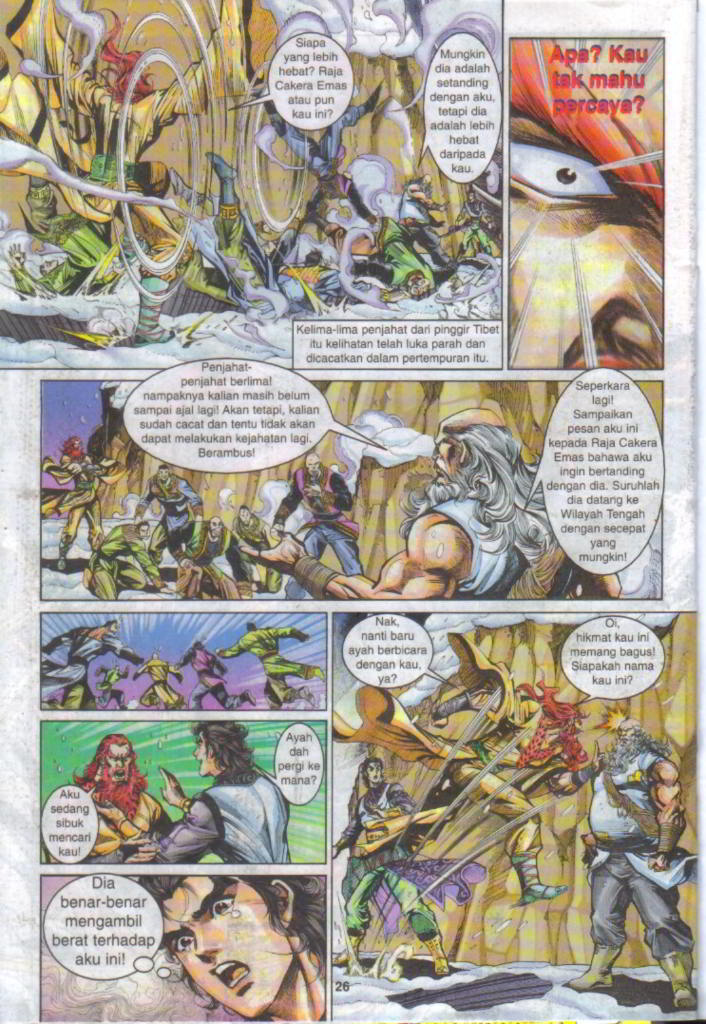 Siapa
yang lebih
hebat? Raja
Cakera Emas
atau pun
kau ini?
Mungkin
dia adalah
setanding
dengan aku,
tetapi dia
adalah lebih
hebat
daripada
kau.
Apa? Kau
tak mahu
percaya?
Kelima-lima penjahat dari pinggir Tibet
itu kelihatan telah luka parah dan
dicacatkan dalam pertempuran itu.
Penjahat-
penjahat berlima!
nampaknya kalian masih belum
sampai ajal lagi! Akan tetapi, kalian
sudah cacat dan tentu tidak akan
dapat melakukan kejahatan lagi.
Berambus!
Seperkara
lagi!
Sampaikan
pesan aku ini
kepada Raja Cakera
Emas bahawa aku
ingin bertanding
dengan dia. Suruhlah
dia datang ke
Wilayah Tengah
dengan secepat
yang
mungkin!
Ayah
dah
pergi ke
mana?
Aku
sedang
sibuk
mencari
kau!
Dia
benar-benar
mengambil
berat terhadap
aku ini!
Nak,
nanti baru
ayah berbicara
dengan kau,
ya?
Oi,
hikmat kau ini
memang bagus!
Siapakah nama
kau ini?
26